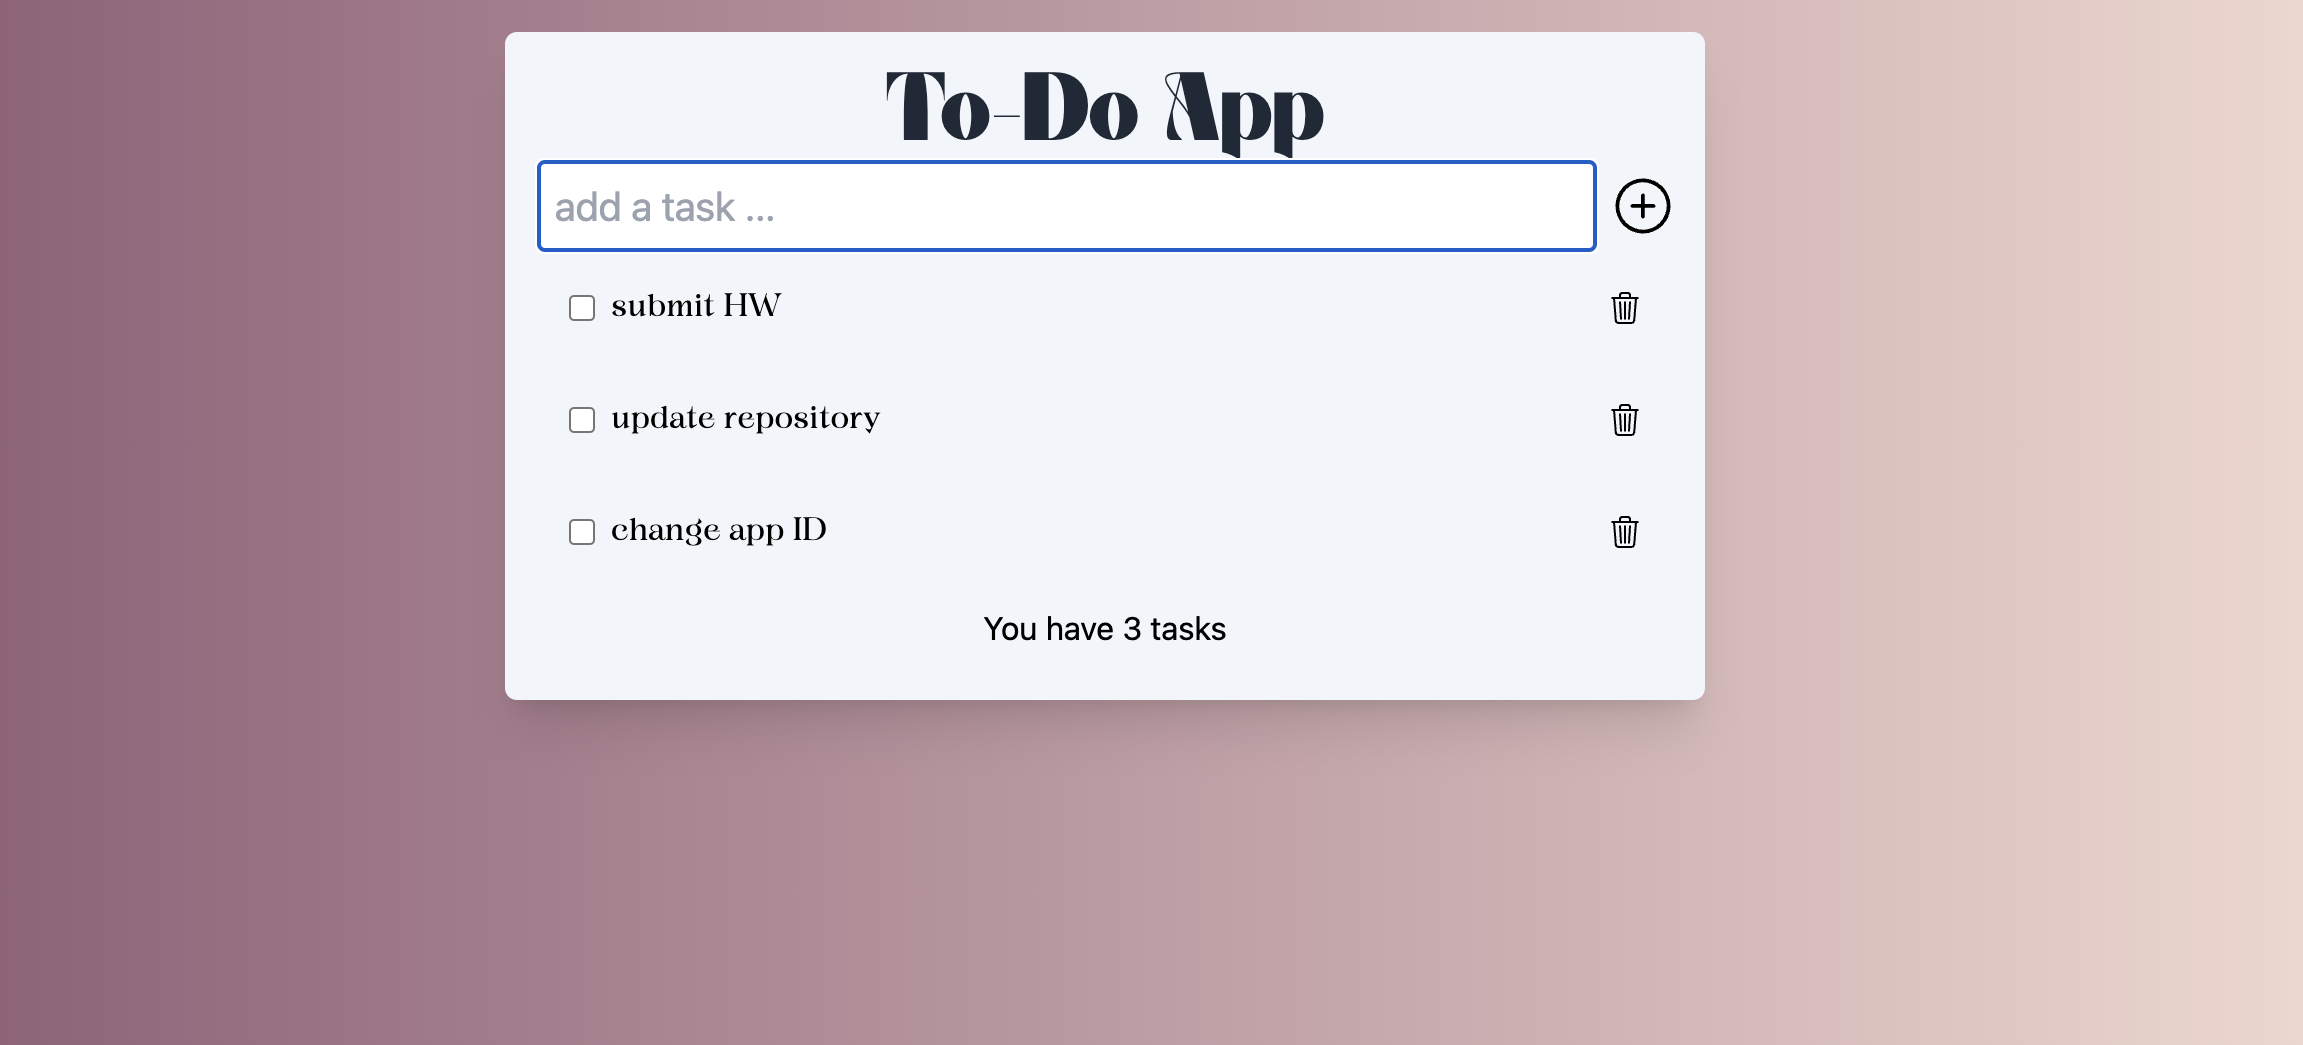 To-Do App
add a task ...
submit HW
update repository
change app ID
You have 3 tasks